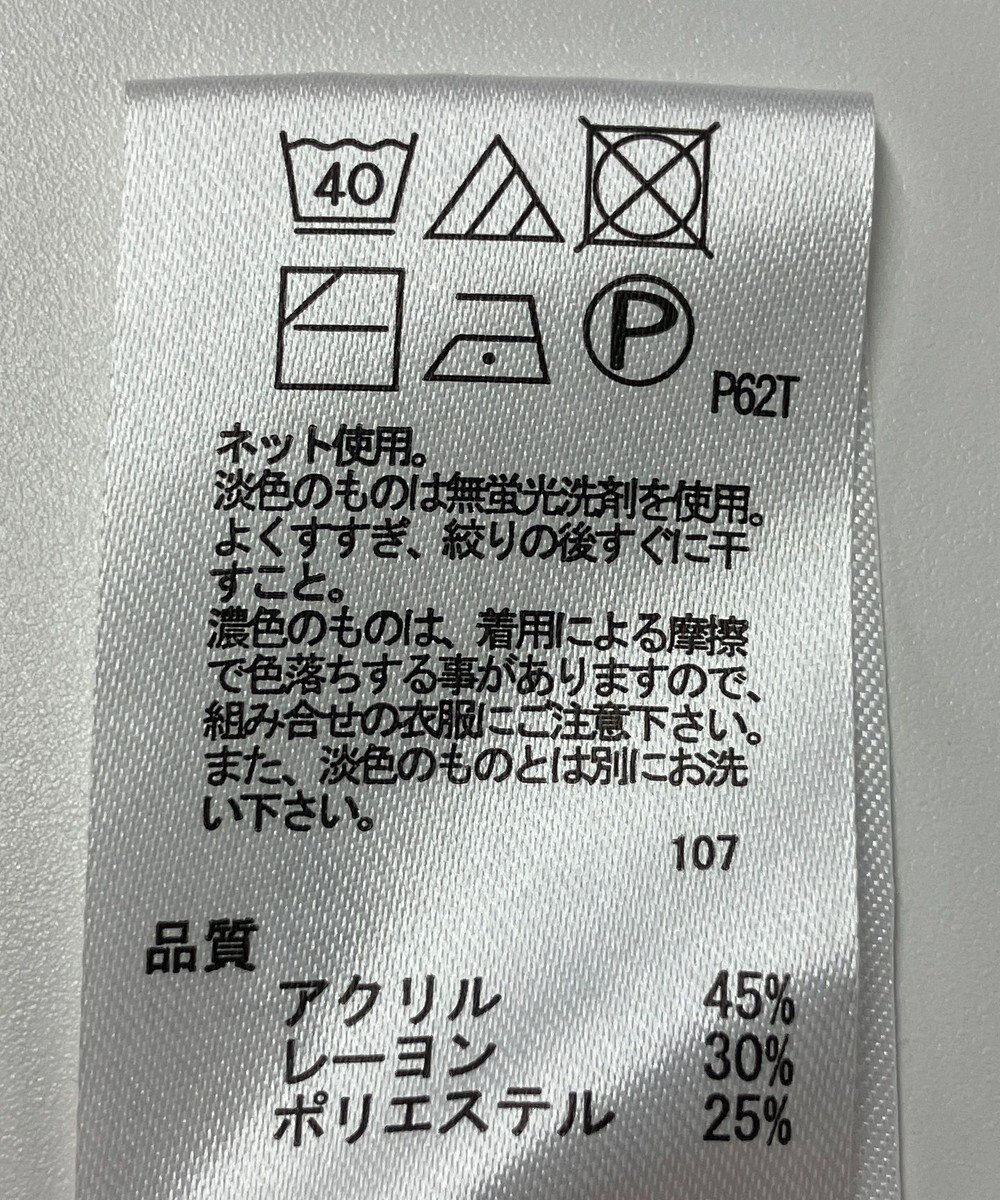 40
P
P62T
ネット使用。
淡色のものは無蛍光洗剤を使用。
よくすすぎ、絞りの後すぐに干
すこと。
濃色のものは、着用による摩擦
で色落ちする事がありますので、
組み合せの衣服にご注意下さい。
また、淡色のものとは別にお洗
い下さい。
107
品質
アクリル 45%
レーヨン 30%
ポリエステル 25%